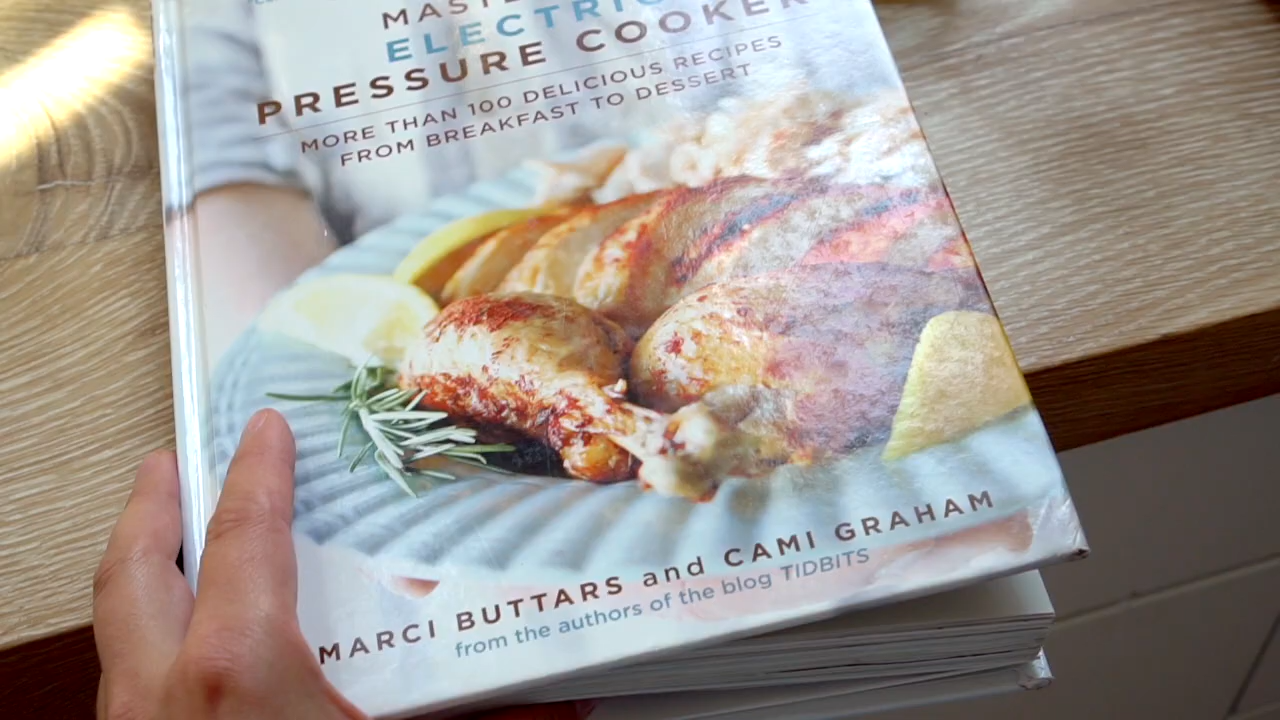 ELECTRIC
PRESSURE COOKER
MORE THAN 100 DELICIOUS RECIPES
FROM BREAKFAST TO DESSERT
MARCI BUTTARS and CAMI GRAHAM
from the authors of the blog TIDBITS